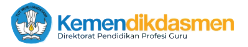 Kemendikdasmen
Direktorat Pendidikan Profesi Guru